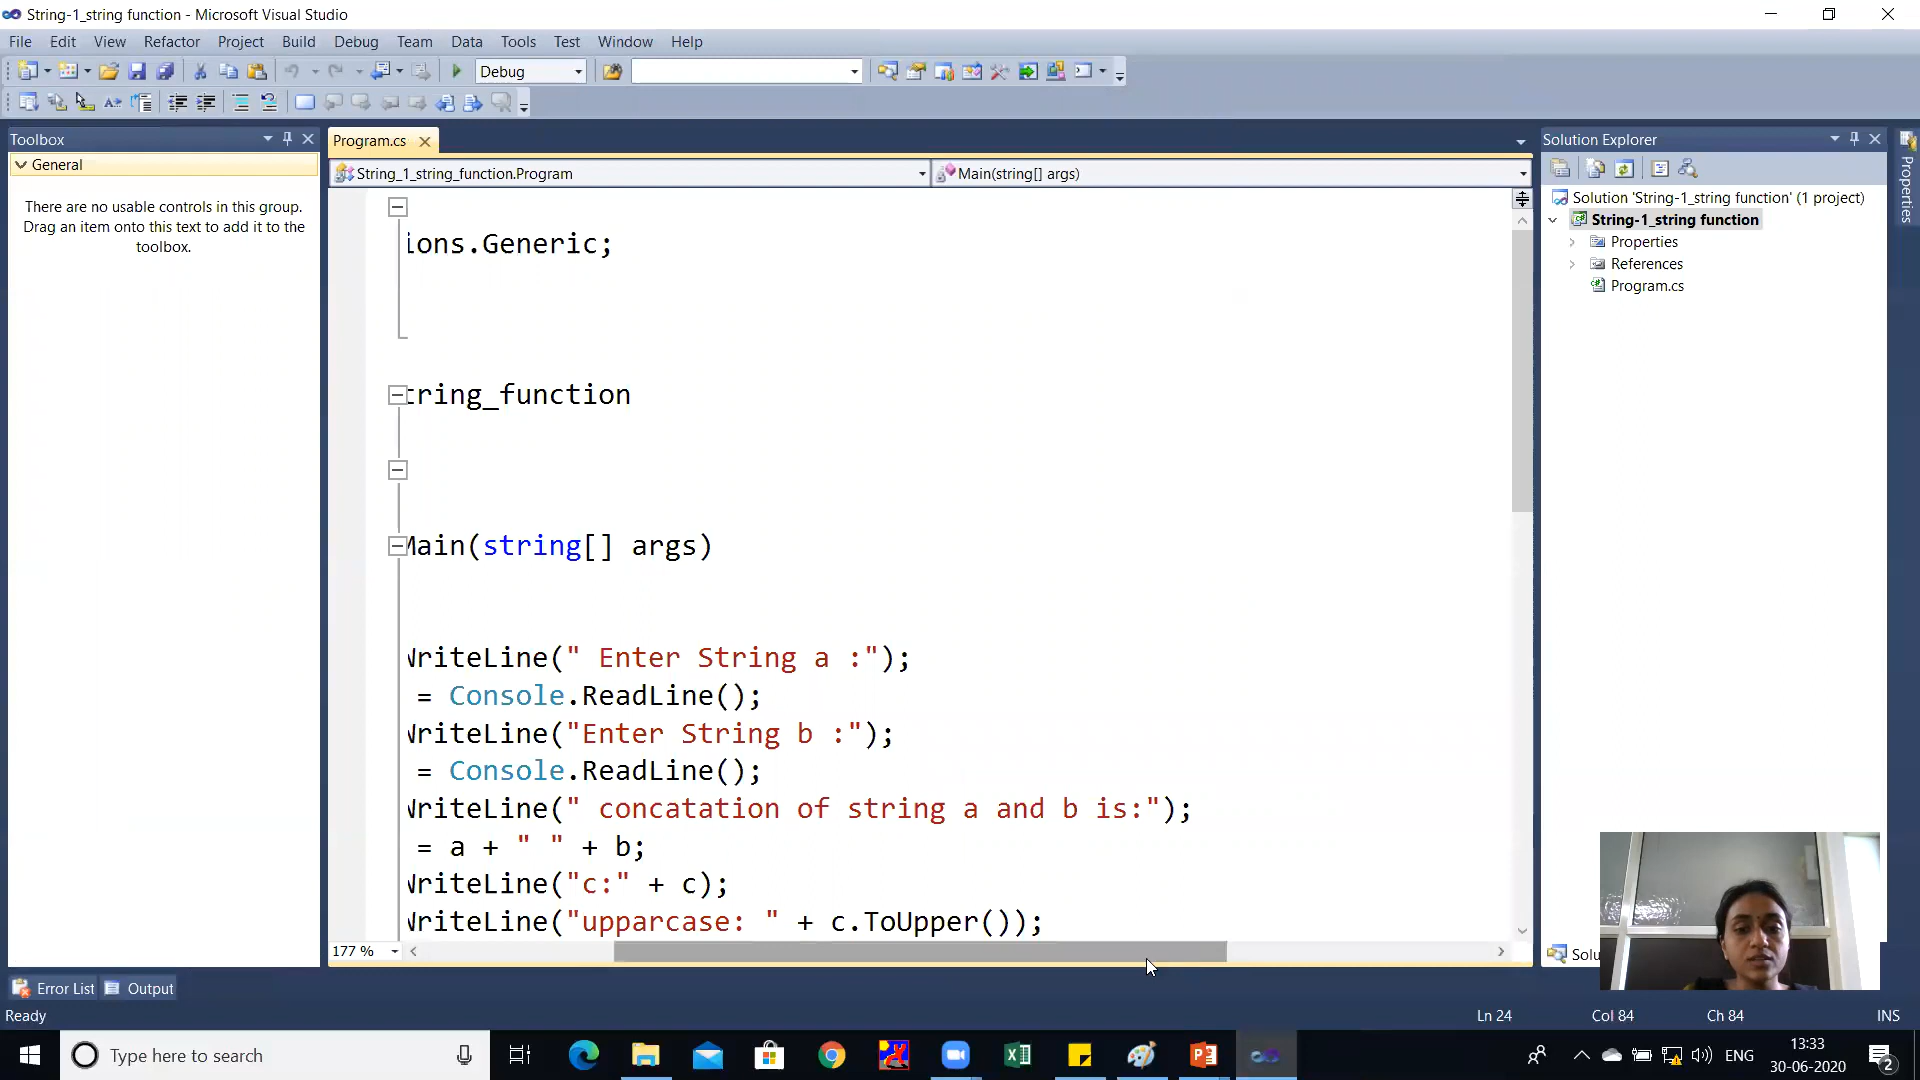 String-1_string function - Microsoft Visual Studio
File Edit View Refactor Project Build Debug Team Data Tools Test Window Help
Debug
Toolbox
General
There are no usable controls in this group.
Drag an item onto this text to add it to the
toolbox.
Program.cs
String_1_string_function.Program
Main(string[] args)
ions.Generic;
tring_function
Main(string[] args)
WriteLine(" Enter String a :");
= Console.ReadLine();
WriteLine("Enter String b :");
= Console.ReadLine();
WriteLine(" concatation of string a and b is:");
= a + " " + b;
WriteLine("c:" + c);
WriteLine("upparcase: " + c.ToUpper());
177 %
Solution Explorer
Solution 'String-1_string function' (1 project)
String-1_string function
Properties
References
Program.cs
Solu
Properties
Error List Output
Ready
Ln 24 Col 84 Ch 84 INS
Type here to search
ENG
13:33
30-06-2020
2